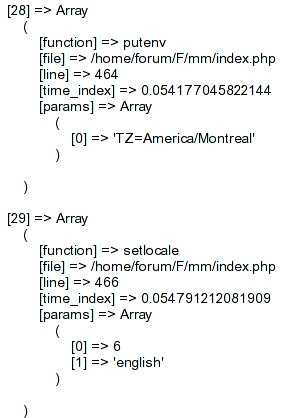 [28] => Array
(
[function] => putenv
[file] => /home/forum/F/mm/index.php
[line] => 464
[time_index] => 0.054177045822144
[params] => Array
(
[0] => 'TZ=America/Montreal'
)
)
[29] => Array
(
[function] => setlocale
[file] => /home/forum/F/mm/index.php
[line] => 466
[time_index] => 0.054791212081909
[params] => Array
(
[0] => 6
[1] => 'english'
)
)